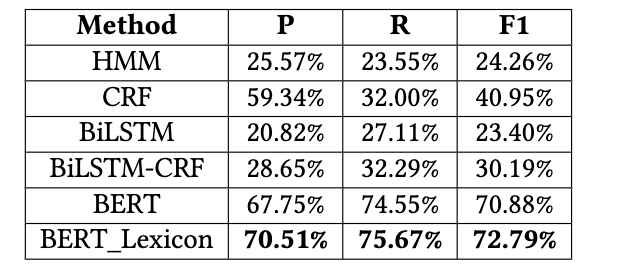 Method P R F1
HMM 25.57% 23.55% 24.26%
CRF 59.34% 32.00% 40.95%
BiLSTM 20.82% 27.11% 23.40%
BiLSTM-CRF 28.65% 32.29% 30.19%
BERT 67.75% 74.55% 70.88%
BERT_Lexicon 70.51% 75.67% 72.79%